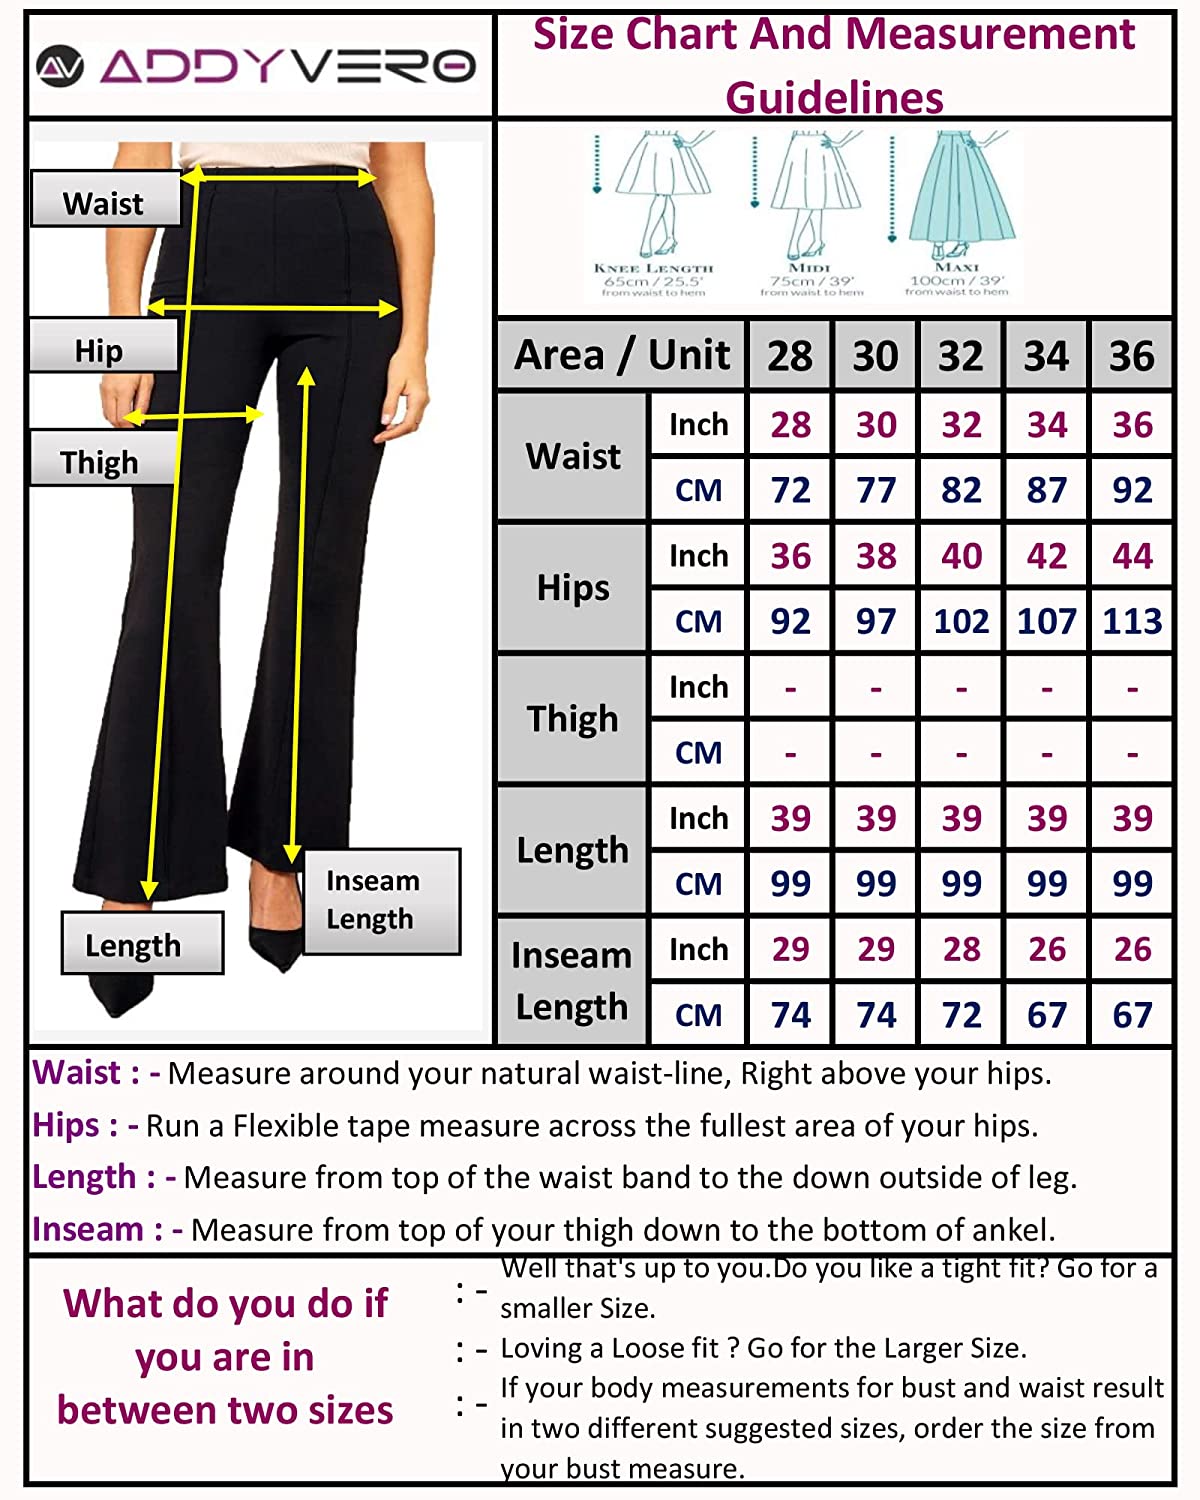 AV ADDYVERO
Size Chart And Measurement
Guidelines
Waist
Hip
Thigh
Inseam
Length
Length
KNEE LENGTH
65cm / 25.5'
from waist to hem
MIDI
75cm / 39'
from waist to hem
MAXI
100cm / 39'
from waist to hem
Area / Unit 28 30 32 34 36
Waist
Inch 28 30 32 34 36
CM 72 77 82 87 92
Hips
Inch 36 38 40 42 44
CM 92 97 102 107 113
Thigh
Inch - - - - -
CM - - - - -
Length
Inch 39 39 39 39 39
CM 99 99 99 99 99
Inseam
Length
Inch 29 29 28 26 26
CM 74 74 72 67 67
Waist : - Measure around your natural waist-line, Right above your hips.
Hips : - Run a Flexible tape measure across the fullest area of your hips.
Length : - Measure from top of the waist band to the down outside of leg.
Inseam : - Measure from top of your thigh down to the bottom of ankel.
What do you do if
you are in
between two sizes
: - Well that's up to you.Do you like a tight fit? Go for a
smaller Size.
: - Loving a Loose fit ? Go for the Larger Size.
: - If your body measurements for bust and waist result
in two different suggested sizes, order the size from
your bust measure.